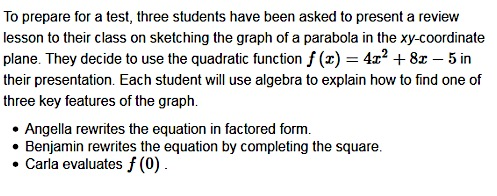 To prepare for a test, three students have been asked to present a review
lesson to their class on sketching the graph of a parabola in the xy-coordinate
plane. They decide to use the quadratic function f (x) = 4x² + 8x − 5 in
their presentation. Each student will use algebra to explain how to find one of
three key features of the graph.
• Angella rewrites the equation in factored form.
• Benjamin rewrites the equation by completing the square.
• Carla evaluates f (0) .